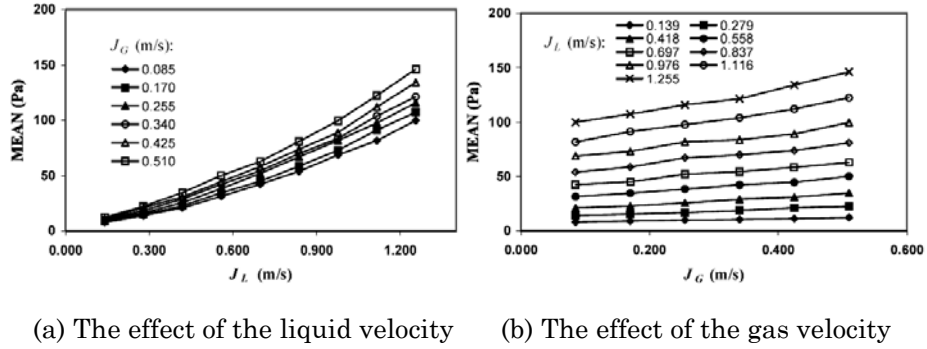 200
150
100
50
0
MEAN (Pa)
J_G (m/s):
0.085
0.170
0.255
0.340
0.425
0.510
0.000 0.300 0.600 0.900 1.200
J_L (m/s)
(a) The effect of the liquid velocity
200
150
100
50
0
MEAN (Pa)
J_L (m/s):
0.139 0.279
0.418 0.558
0.697 0.837
0.976 1.116
1.255
0.000 0.200 0.400 0.600
J_G (m/s)
(b) The effect of the gas velocity